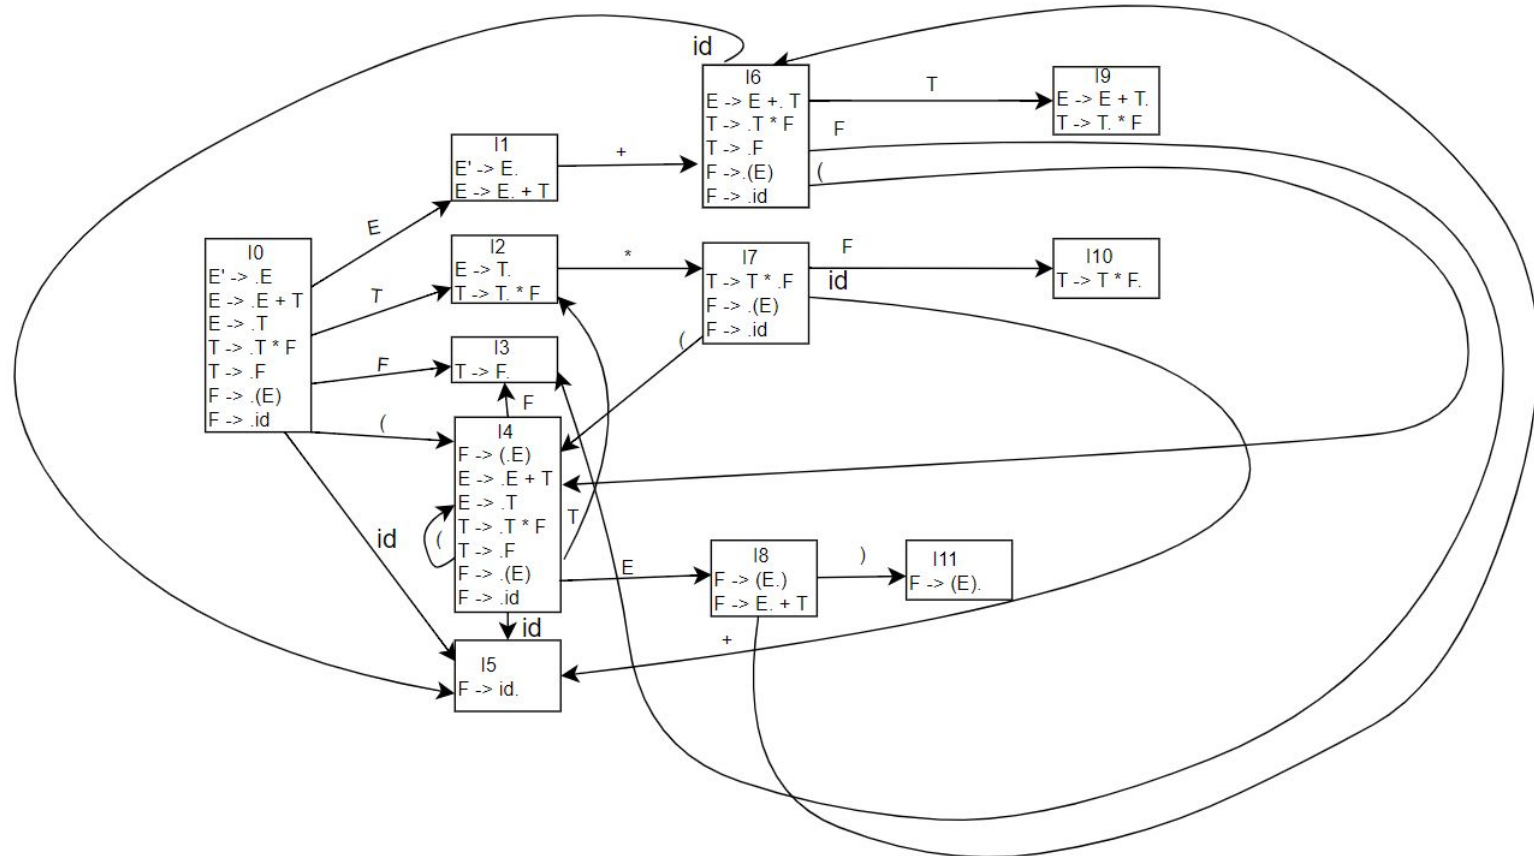 id
I6
E -> E +. T
T -> .T * F
T -> .F
F ->.(E)
F -> .id
T
F
(
I9
E -> E + T.
T -> T. * F
I1
E' -> E.
E -> E. + T
+
E
I0
E' -> .E
E -> .E + T
E -> .T
T -> .T * F
T -> .F
F -> .(E)
F -> .id
T
F
(
id
I2
E -> T.
T -> T. * F
*
I7
T -> T * .F
F -> .(E)
F -> .id
F
id
(
I10
T -> T * F.
I3
T -> F.
F
I4
F -> (.E)
E -> .E + T
E -> .T
T -> .T * F
T -> .F
F -> .(E)
F -> .id
(
T
E
id
I8
F -> (E.)
F -> E. + T
)
+
I11
F -> (E).
I5
F -> id.